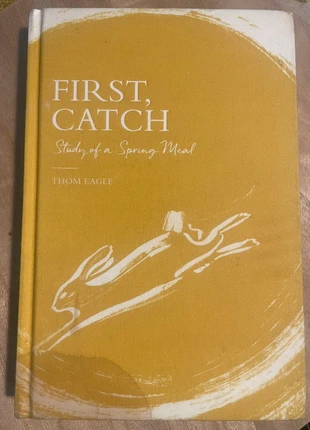 FIRST,
CATCH
Study of a Spring Meal
THOM EAGLE